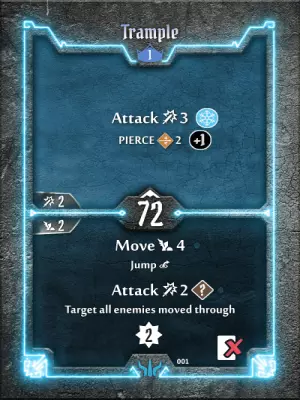 Trample
1
Attack 3
PIERCE 2 +1
2
72
2
Move 4
Jump
Attack 2 ?
Target all enemies moved through
2
001